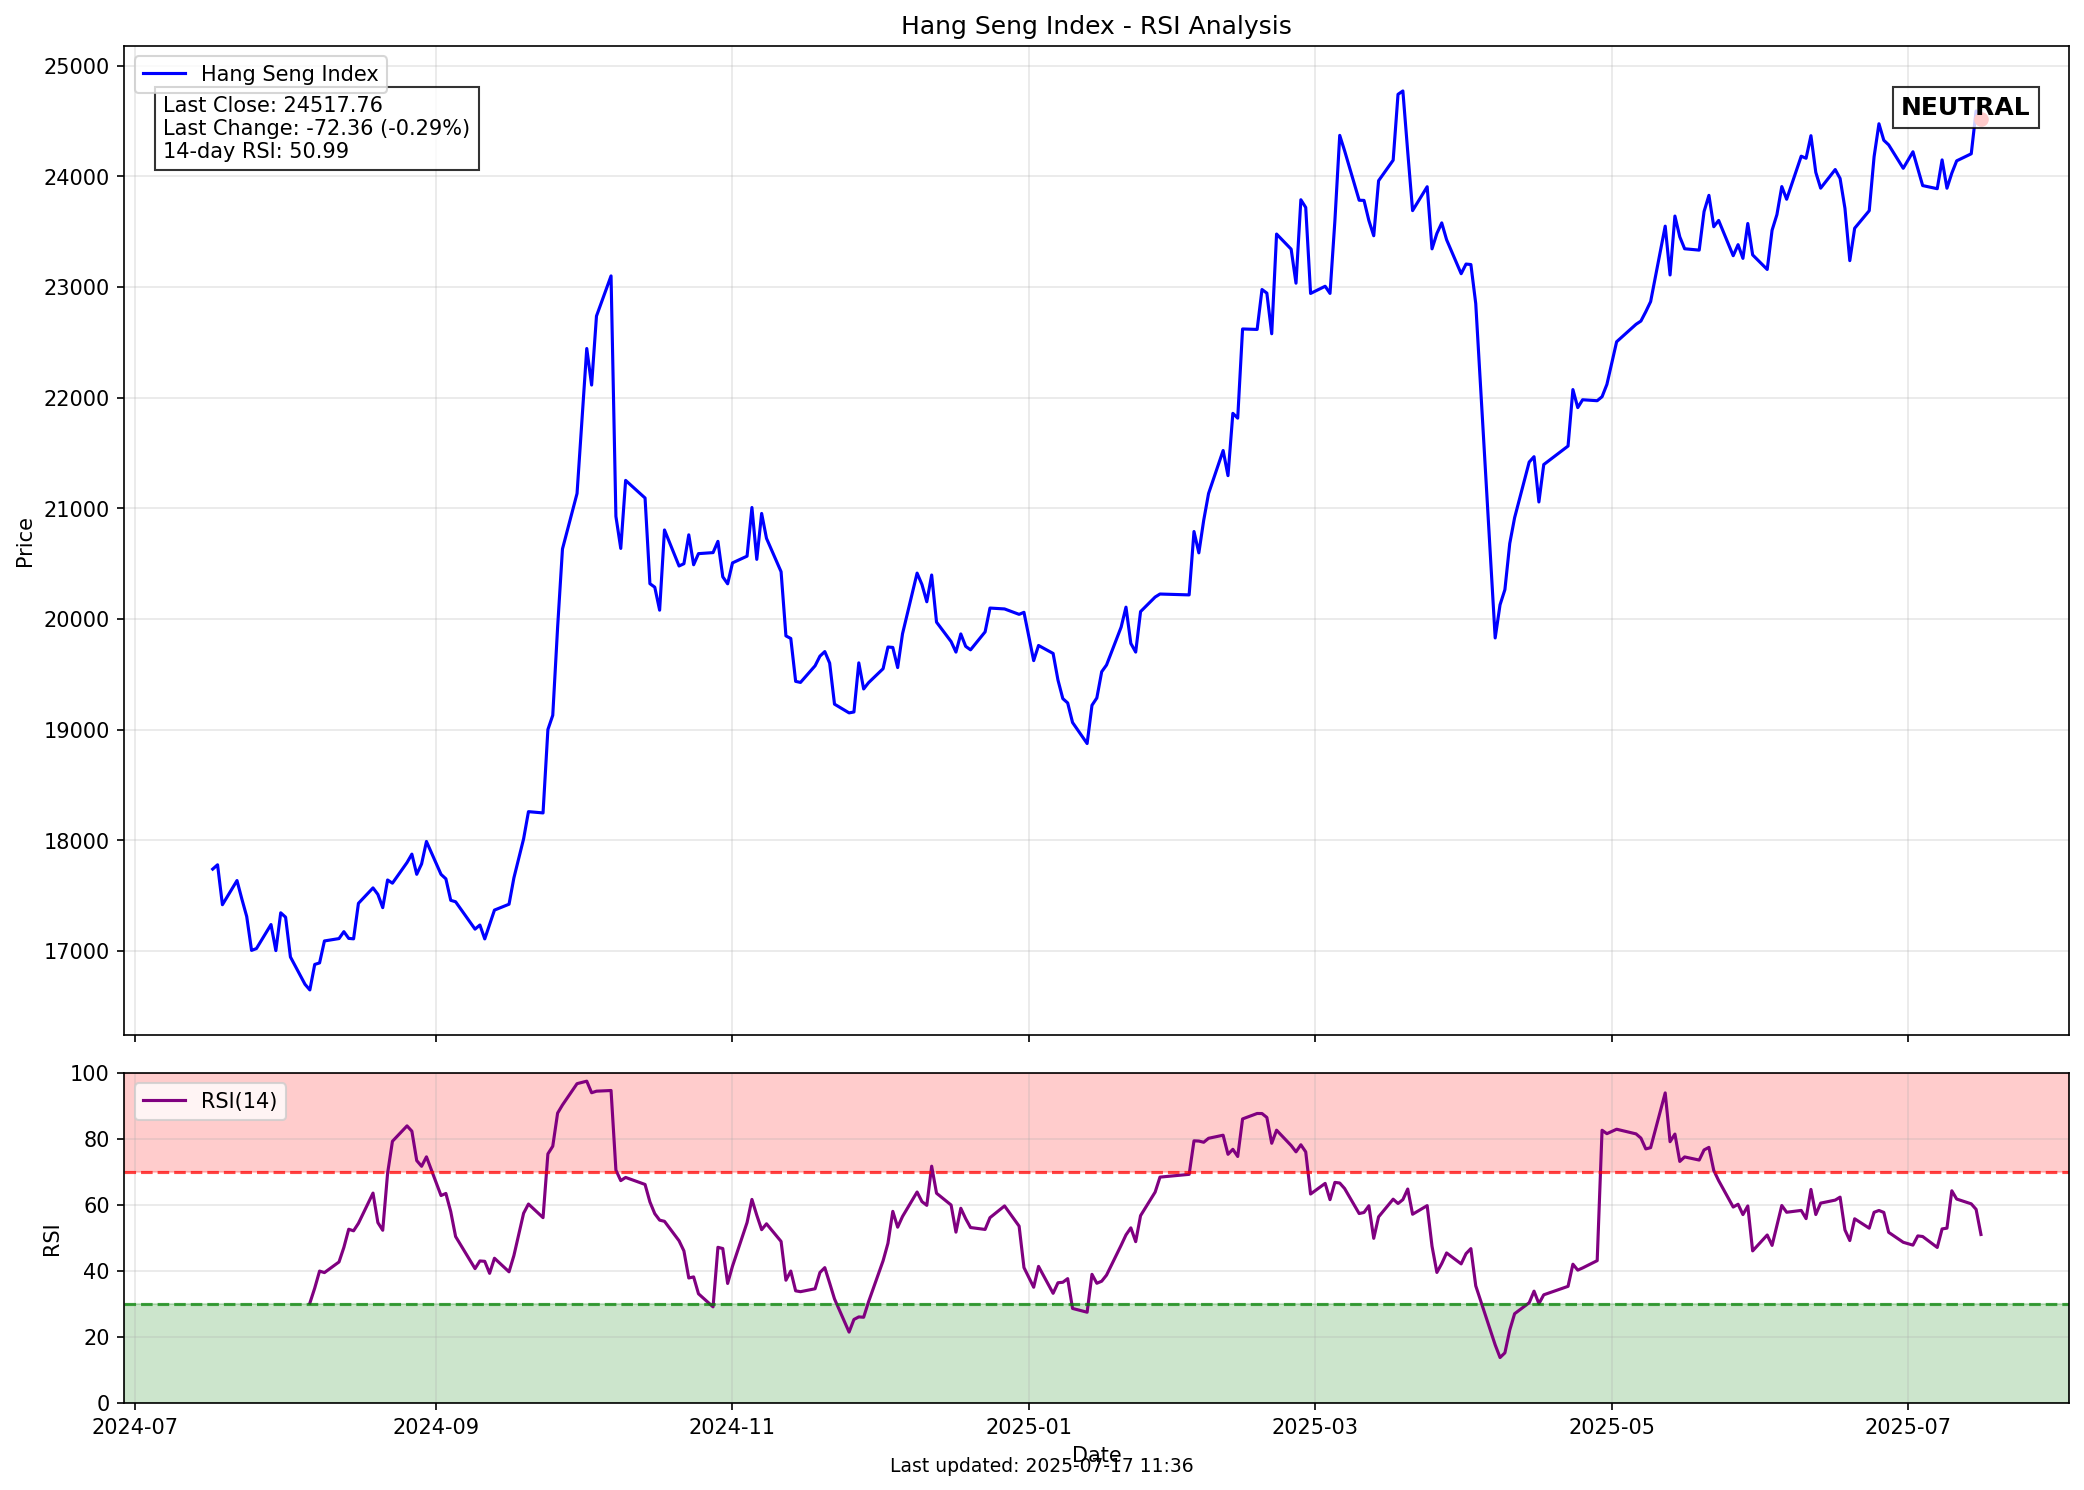 Hang Seng Index - RSI Analysis
Hang Seng Index
Last Close: 24517.76
Last Change: -72.36 (-0.29%)
14-day RSI: 50.99
NEUTRAL
Price
25000
24000
23000
22000
21000
20000
19000
18000
17000
RSI(14)
RSI
100
80
60
40
20
0
2024-07
2024-09
2024-11
2025-01
2025-03
2025-05
2025-07
Date
Last updated: 2025-07-17 11:36